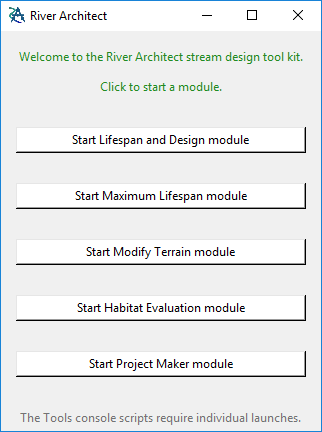 River Architect
Welcome to the River Architect stream design tool kit.
Click to start a module.
Start Lifespan and Design module
Start Maximum Lifespan module
Start Modify Terrain module
Start Habitat Evaluation module
Start Project Maker module
The Tools console scripts require individual launches.